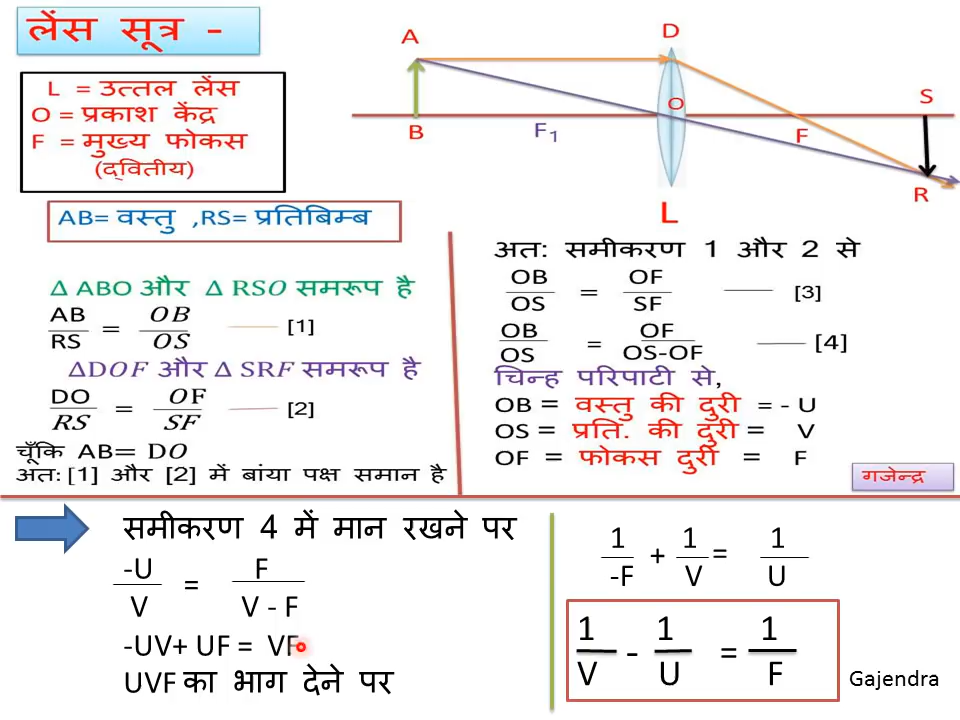 लेंस सूत्र -
L = उत्तल लेंस
O = प्रकाश केंद्र
F = मुख्य फोकस
(द्वितीय)
AB= वस्तु ,RS= प्रतिबिम्ब
A
D
O
S
B
F1
F
R
L
Δ ABO और Δ RSO समरूप है
AB/RS = OB/OS [1]
ΔDOF और Δ SRF समरूप है
DO/RS = OF/SF [2]
चूँकि AB= DO
अतः [1] और [2] में बांया पक्ष समान है
अतः समीकरण 1 और 2 से
OB/OS = OF/SF [3]
OB/OS = OF/OS-OF [4]
चिन्ह परिपाटी से,
OB = वस्तु की दुरी = - U
OS = प्रति. की दुरी = V
OF = फोकस दुरी = F
गजेन्द्र
समीकरण 4 में मान रखने पर
-U/V = F/V - F
-UV+ UF = VF
UVF का भाग देने पर
1/-F + 1/V = 1/U
1/V - 1/U = 1/F
Gajendra